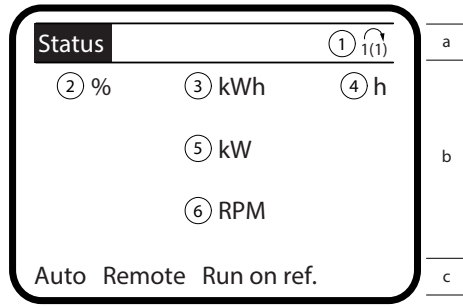 Status ① 1(1) a
② % ③ kWh ④ h
⑤ kW b
⑥ RPM
Auto Remote Run on ref. c